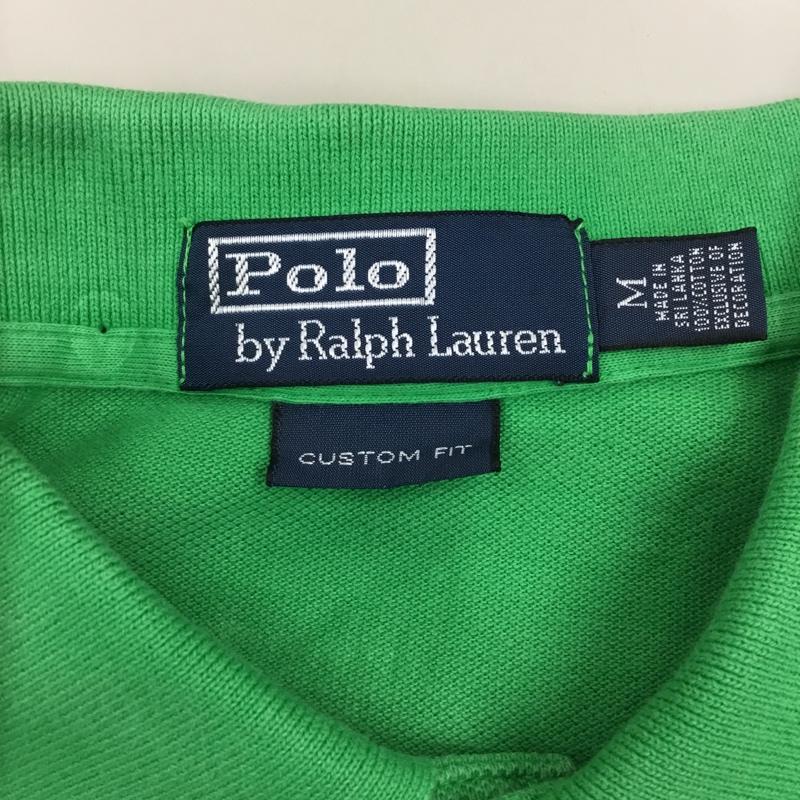 Polo
by Ralph Lauren
M
MADE IN
SRI LANKA
100% COTTON
EXCLUSIVE OF
DECORATION
CUSTOM FIT